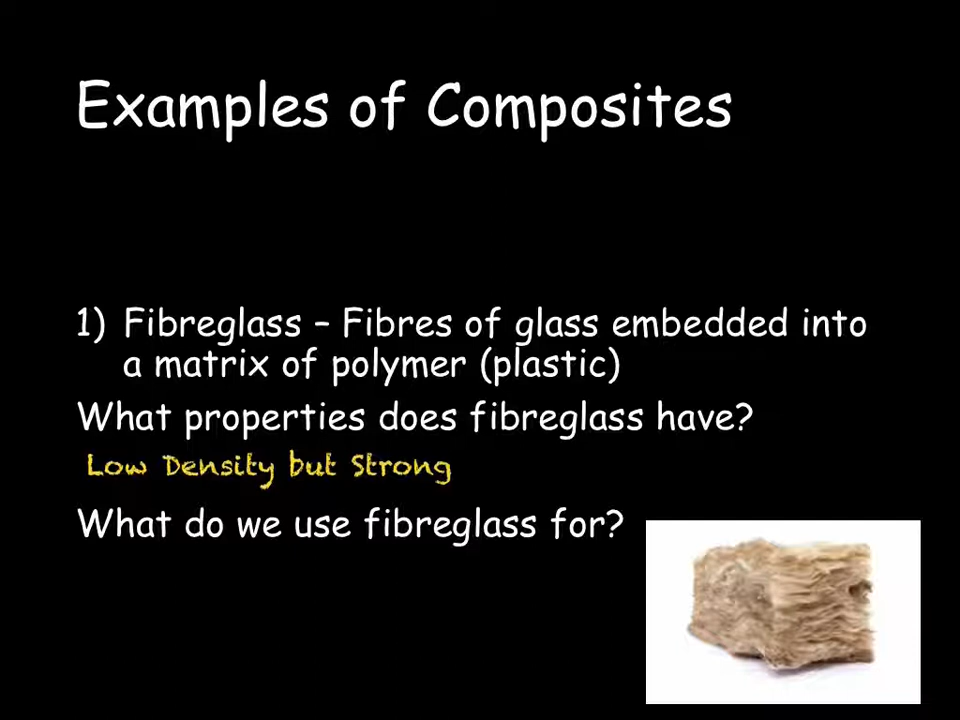 Examples of Composites
1) Fibreglass – Fibres of glass embedded into
a matrix of polymer (plastic)
What properties does fibreglass have?
Low Density but Strong
What do we use fibreglass for?